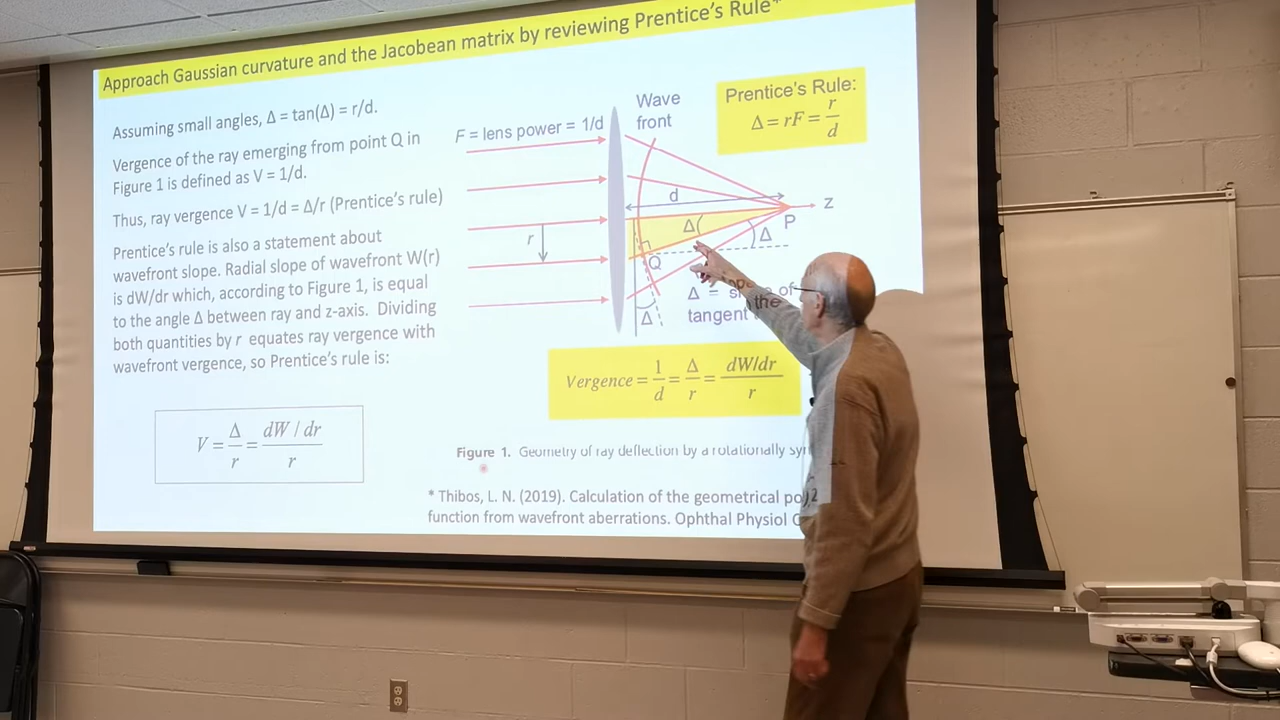 Approach Gaussian curvature and the Jacobean matrix by reviewing Prentice's Rule*
Assuming small angles, Δ = tan(Δ) = r/d.
Vergence of the ray emerging from point Q in
Figure 1 is defined as V = 1/d.
Thus, ray vergence V = 1/d = Δ/r (Prentice's rule)
Prentice's rule is also a statement about
wavefront slope. Radial slope of wavefront W(r)
is dW/dr which, according to Figure 1, is equal
to the angle Δ between ray and z-axis. Dividing
both quantities by r equates ray vergence with
wavefront vergence, so Prentice's rule is:
V = Δ/r = (dW / dr)/r
F = lens power = 1/d
Wave
front
Prentice's Rule:
Δ = rF = r/d
d
z
r
Δ
P
Δ
Q
Δ
Δ = of
tangent the
Vergence = 1/d = Δ/r = (dW/dr)/r
Figure 1. Geometry of ray deflection by a rotationally
* Thibos, L. N. (2019). Calculation of the geometrical
function from wavefront aberrations. Ophthal Physiol